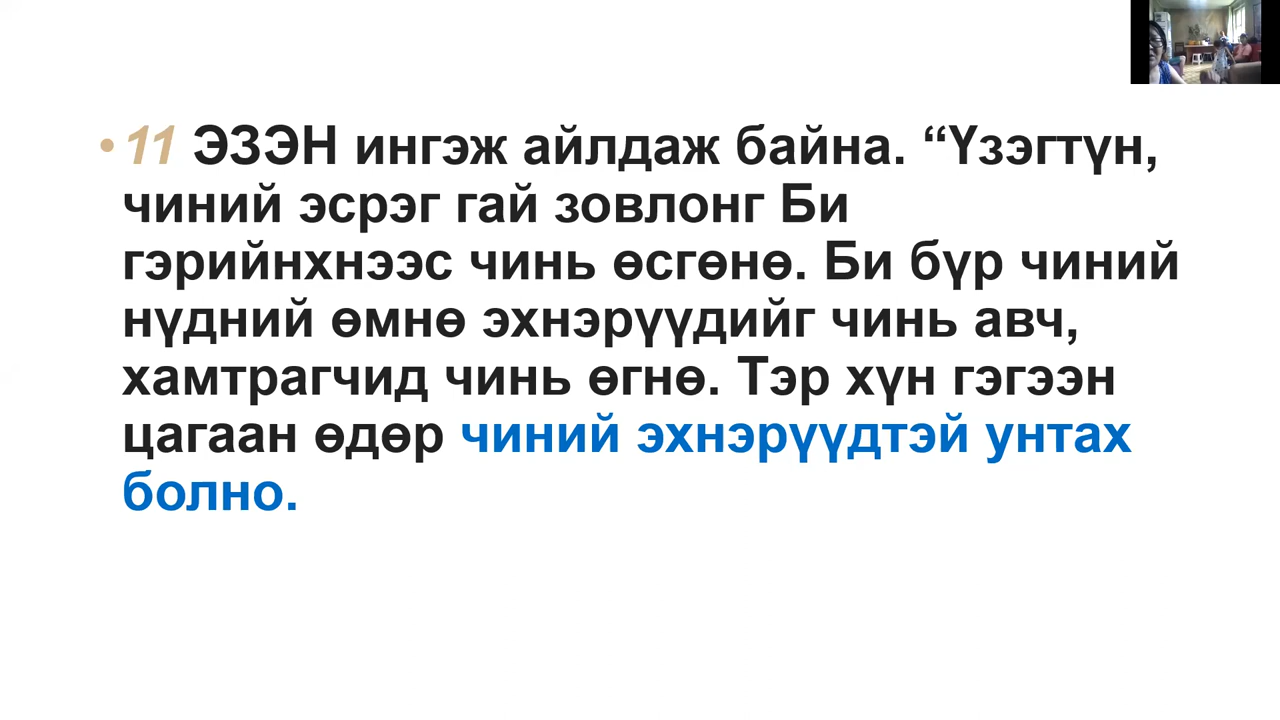 •11 ЭЗЭН ингэж айлдаж байна. “Үзэгтүн,
чиний эсрэг гай зовлонг Би
гэрийнхнээс чинь өсгөнө. Би бүр чиний
нүдний өмнө эхнэрүүдийг чинь авч,
хамтрагчид чинь өгнө. Тэр хүн гэгээн
цагаан өдөр чиний эхнэрүүдтэй унтах
болно.